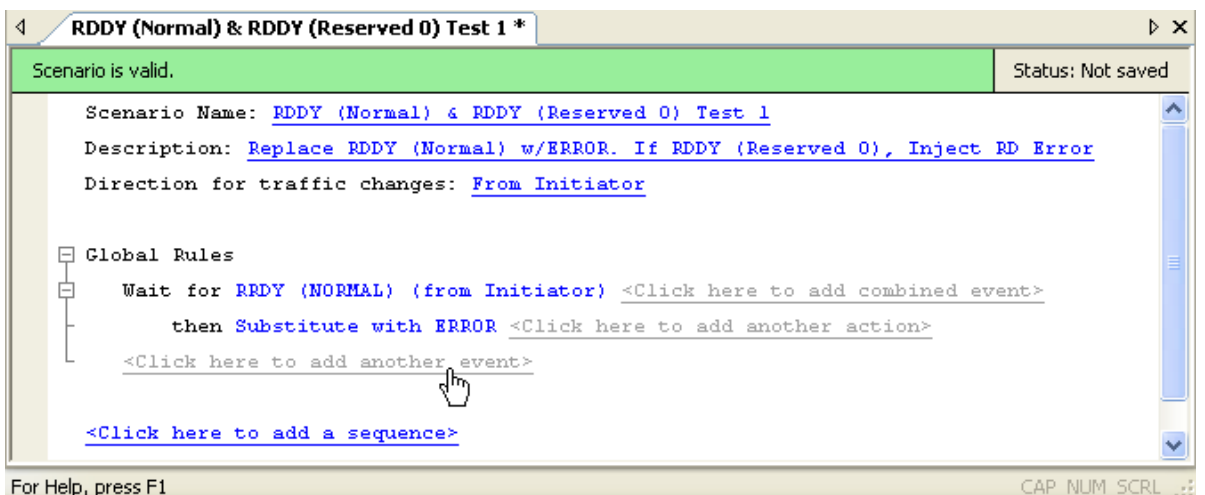 RDDY (Normal) & RDDY (Reserved 0) Test 1 *
Scenario is valid. Status: Not saved
Scenario Name: RDDY (Normal) & RDDY (Reserved 0) Test 1
Description: Replace RDDY (Normal) w/ERROR. If RDDY (Reserved 0), Inject RD Error
Direction for traffic changes: From Initiator
Global Rules
Wait for RRDY (NORMAL) (from Initiator) <Click here to add combined event>
then Substitute with ERROR <Click here to add another action>
<Click here to add another event>
<Click here to add a sequence>
For Help, press F1 CAP NUM SCRL